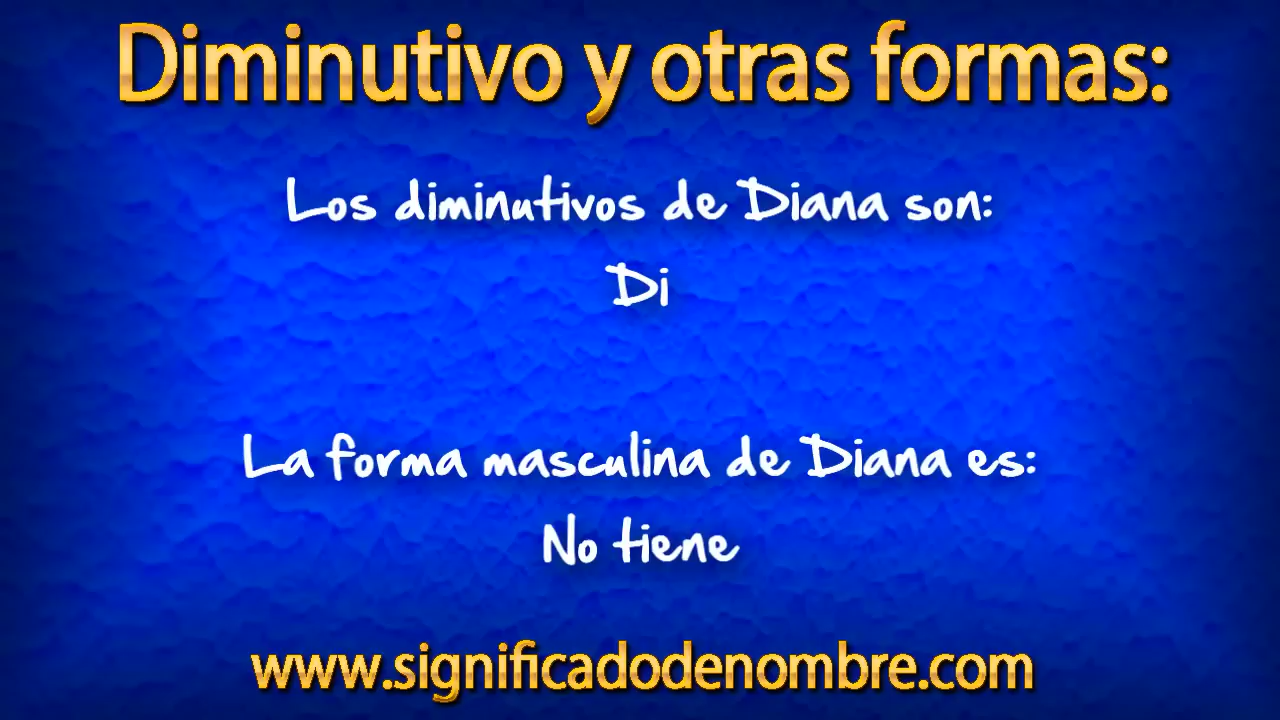 Diminutivo y otras formas:
Los diminutivos de Diana son:
Di
La forma masculina de Diana es:
No tiene
www.significadodenombre.com